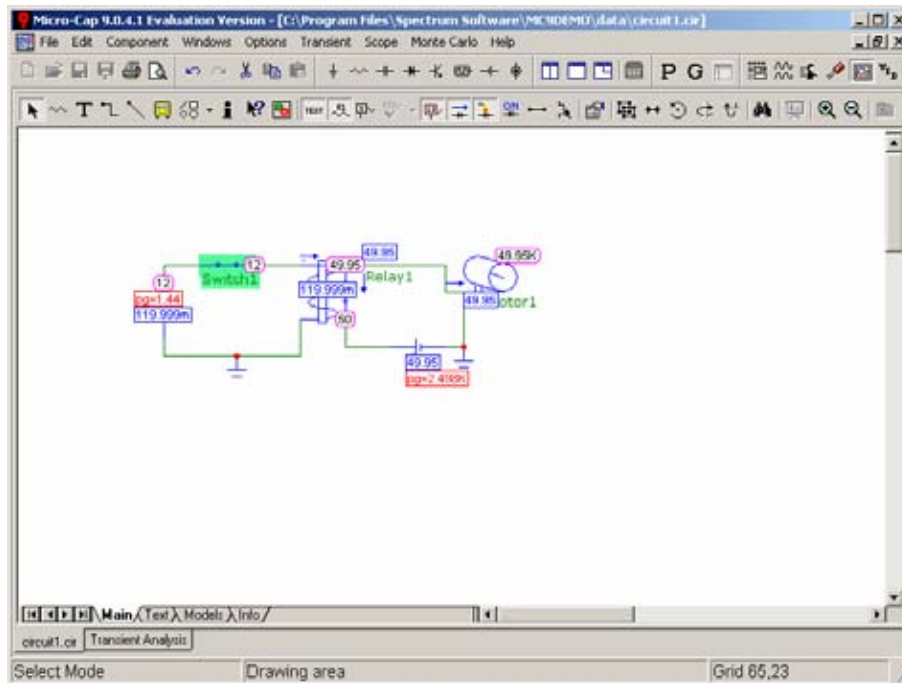 Micro-Cap 9.0.4.1 Evaluation Version - [C:\Program Files\Spectrum Software\MC9DEMO\data\circuit1.cir]
File Edit Component Windows Options Transient Scope Monte Carlo Help
P G
T TEXT ON
49.95
12 49.95 49.95K
Switch1 Relay1
12
pg=1.44 119.999m 49.95 otor1
119.999m 50
49.95
pg=2.498K
Main Text Models Info
circuit1.cir Transient Analysis
Select Mode Drawing area Grid 65,23